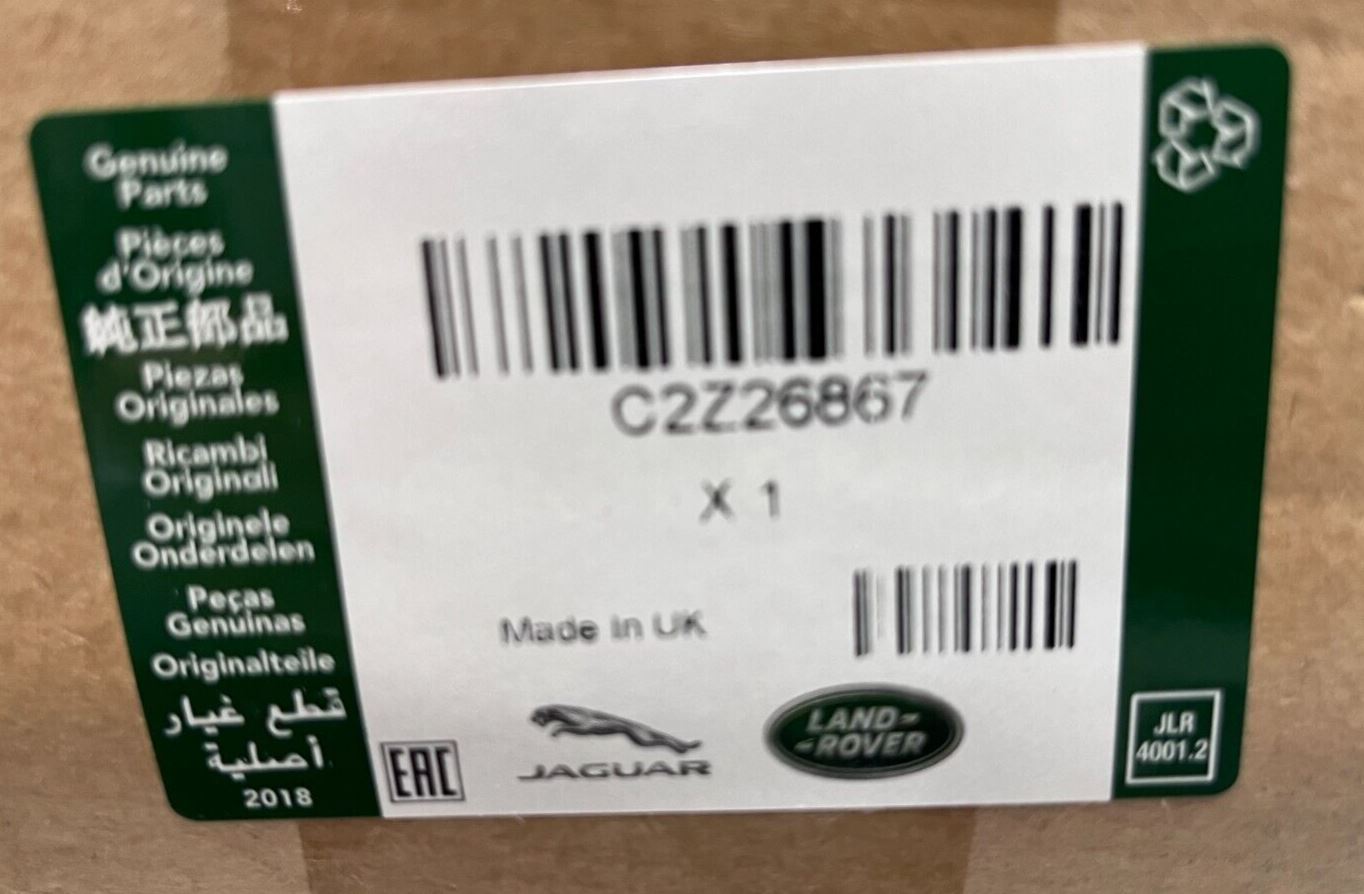 Genuine
Parts
Pièces
d'Origine
純正部品
Piezas
Originales
Ricambi
Originali
Originele
Onderdelen
Peças
Genuinas
Originalteile
قطع غيار
أصلية
2018
C2Z26867
X 1
Made in UK
EAC
JAGUAR
LAND-
-ROVER
JLR
4001.2